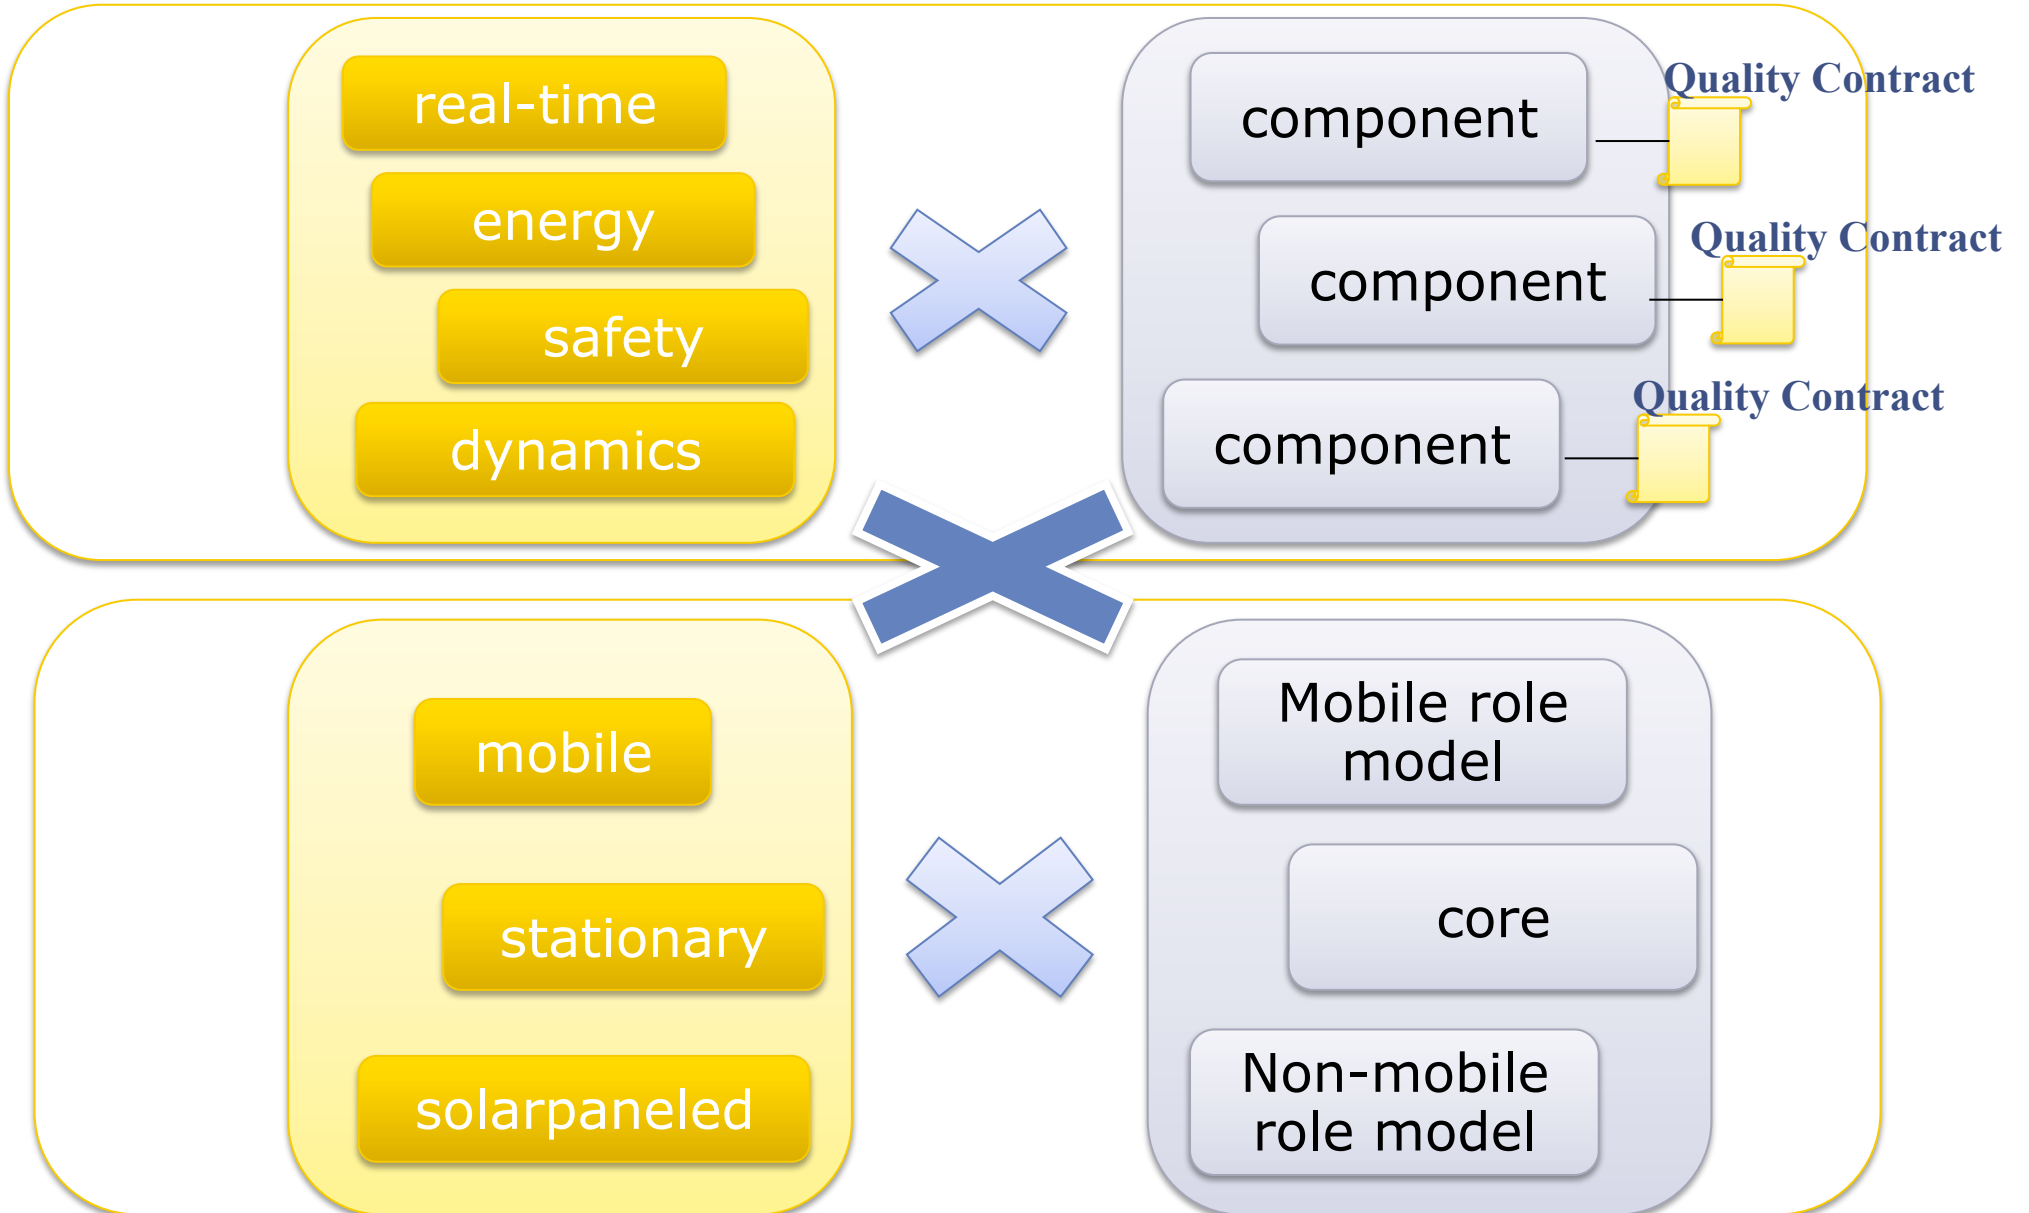 real-time
energy
safety
dynamics
component
Quality Contract
component
Quality Contract
component
Quality Contract
mobile
stationary
solarpaneled
Mobile role
model
core
Non-mobile
role model